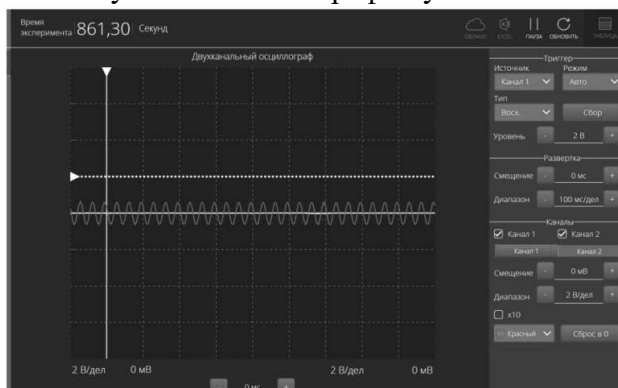 Время
эксперимента 861,30 Секунд
ОБЛАКО EXCEL ПАУЗА ОБНОВИТЬ ТАБЛИЦА
Двухканальный осциллограф
Триггер
Источник Режим
Канал 1 Авто
Тип
Восх. Сбор
Уровень - 2 В +
Развертка
Смещение - 0 мс +
Диапазон - 100 мс/дел +
Каналы
Канал 1 Канал 2
Канал 1 Канал 2
Смещение - 0 мВ +
Диапазон - 2 В/дел +
x10
Красный Сброс в 0
2 В/дел 0 мВ 2 В/дел 0 мВ
- 0 мс +